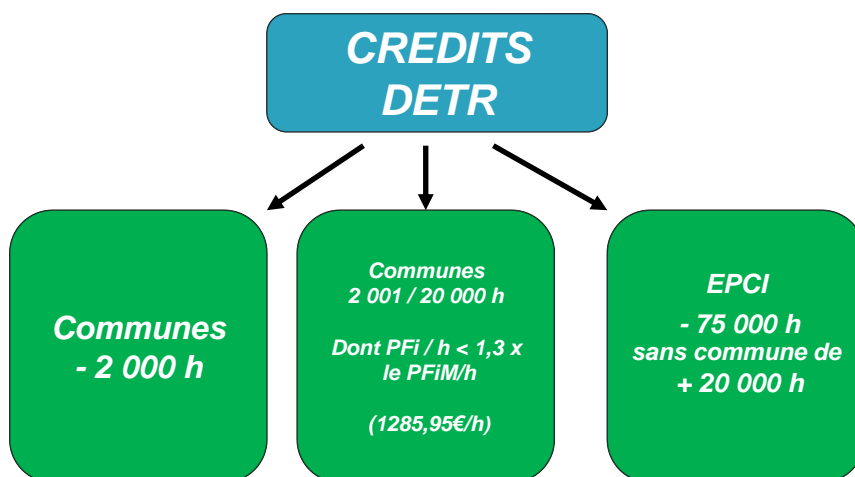 CREDITS
DETR
Communes
- 2 000 h
Communes
2 001 / 20 000 h
Dont PFi / h < 1,3 x
le PFiM/h
(1285,95€/h)
EPCI
- 75 000 h
sans commune de
+ 20 000 h